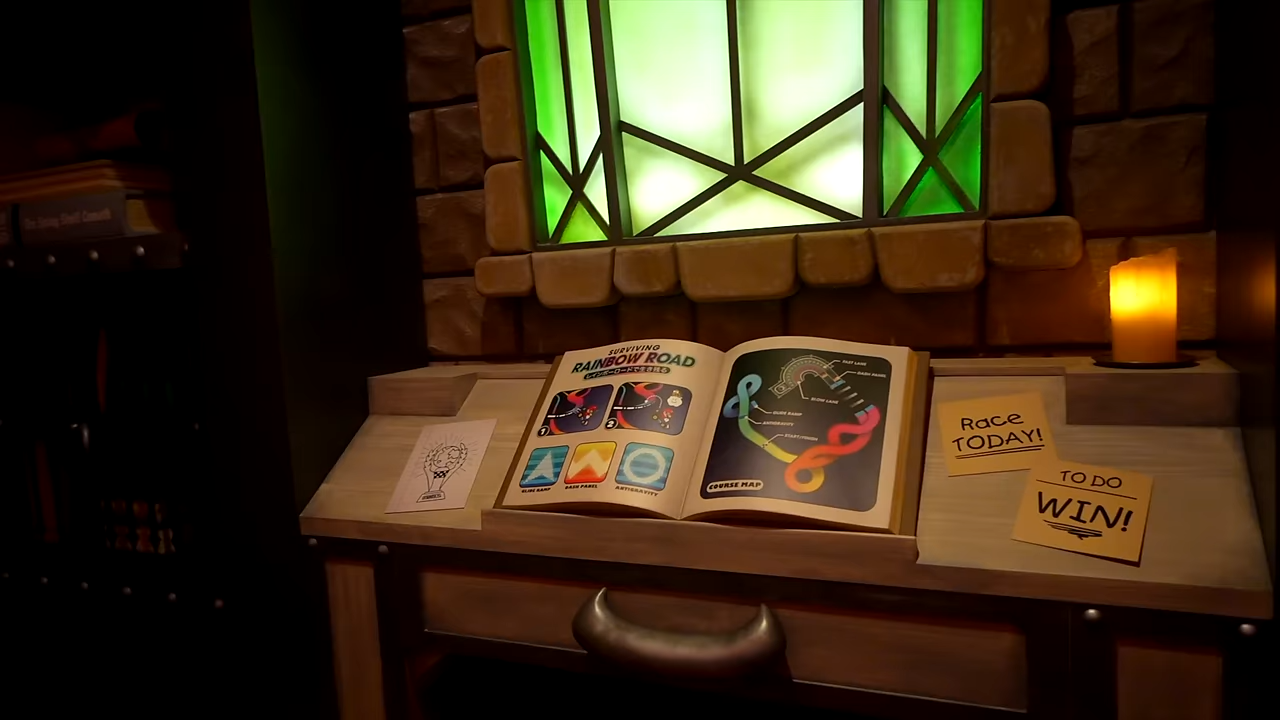 SURVIVING
RAINBOW ROAD
レインボーロードで生き残る
1
2
GLIDE RAMP
DASH PANEL
ANTIGRAVITY
FAST LANE
DASH PANEL
SLOW LANE
GLIDE RAMP
ANTIGRAVITY
START/FINISH
COURSE MAP
Race
TODAY!
TO DO
WIN!